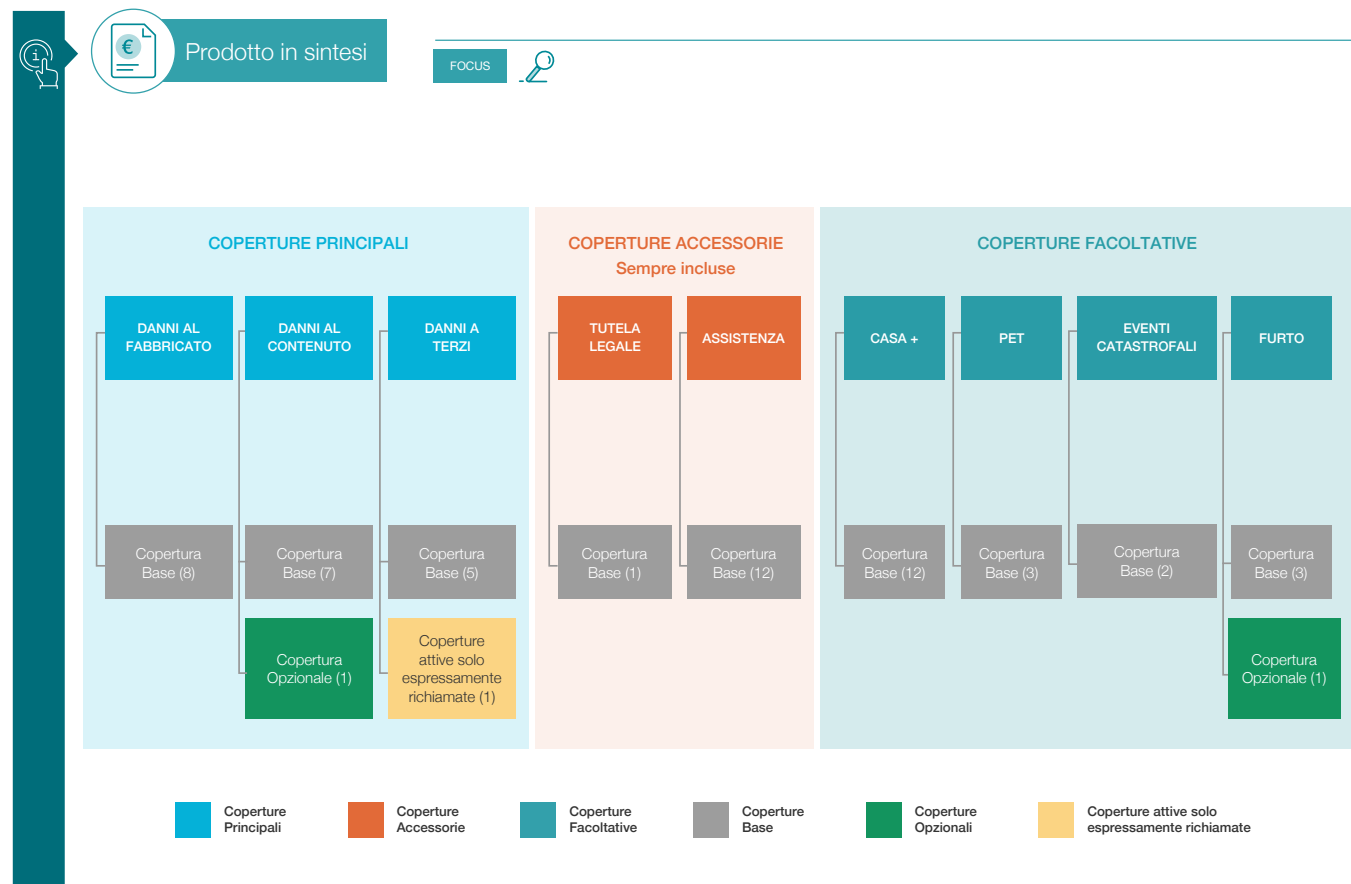 i
€
Prodotto in sintesi
FOCUS
COPERTURE PRINCIPALI
DANNI AL
FABBRICATO
DANNI AL
CONTENUTO
DANNI A
TERZI
Copertura
Base (8)
Copertura
Base (7)
Copertura
Base (5)
Copertura
Opzionale (1)
Coperture
attive solo
espressamente
richiamate (1)
COPERTURE ACCESSORIE
Sempre incluse
TUTELA
LEGALE
ASSISTENZA
Copertura
Base (1)
Copertura
Base (12)
COPERTURE FACOLTATIVE
CASA +
PET
EVENTI
CATASTROFALI
FURTO
Copertura
Base (12)
Copertura
Base (3)
Copertura
Base (2)
Copertura
Base (3)
Copertura
Opzionale (1)
Coperture
Principali
Coperture
Accessorie
Coperture
Facoltative
Coperture
Base
Coperture
Opzionali
Coperture attive solo
espressamente richiamate